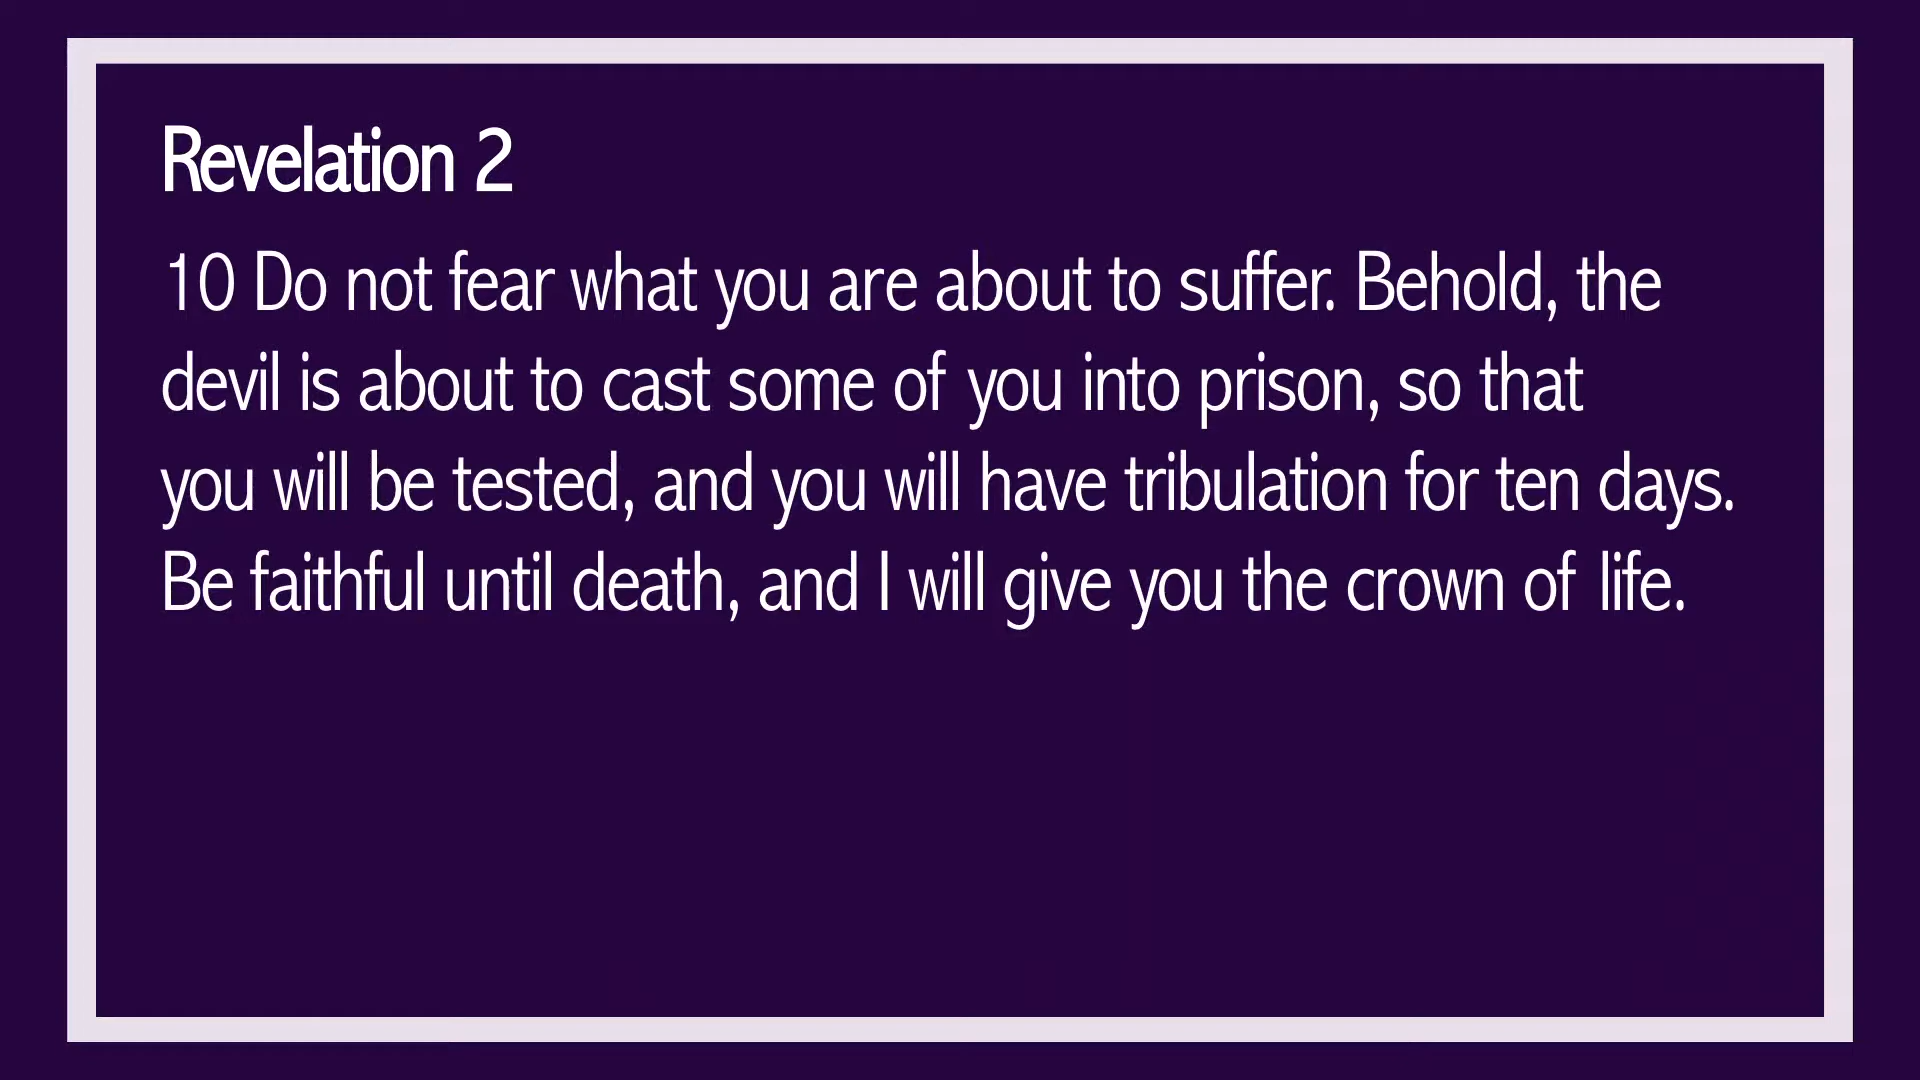 Revelation 2
10 Do not fear what you are about to suffer. Behold, the
devil is about to cast some of you into prison, so that
you will be tested, and you will have tribulation for ten days.
Be faithful until death, and I will give you the crown of life.